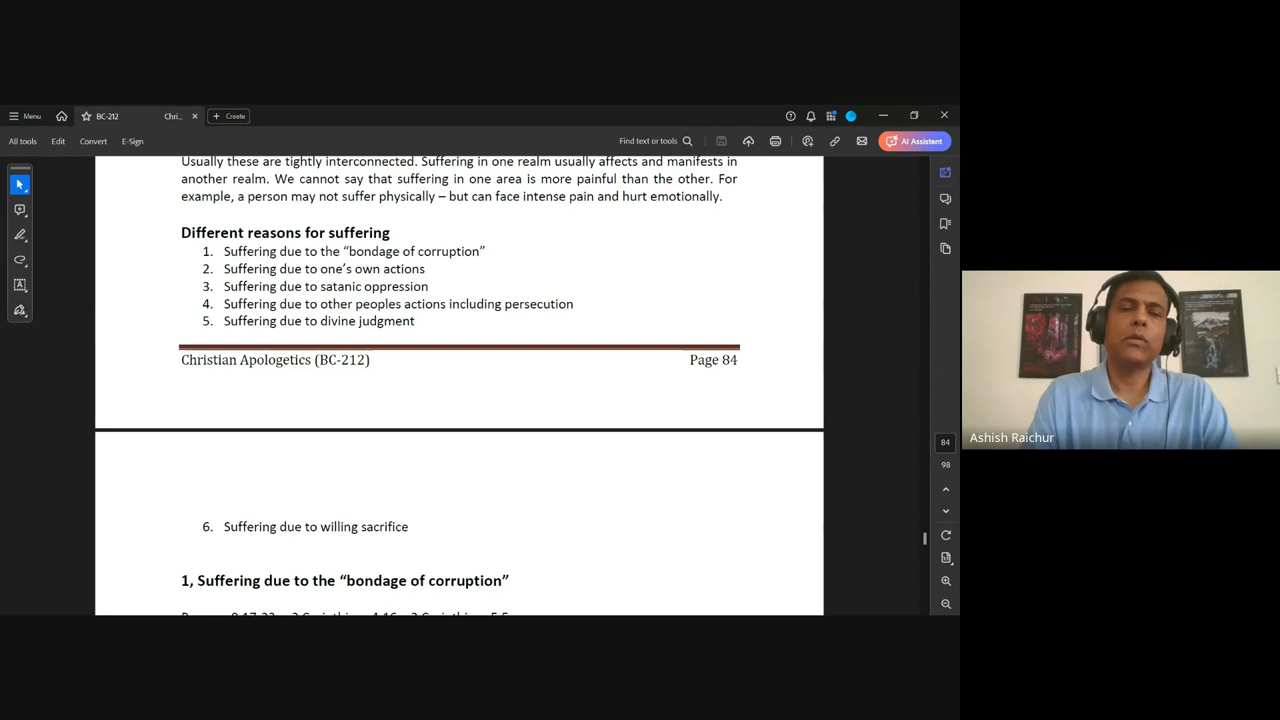 Menu
BC-212
Chri...
Create
All tools
Edit
Convert
E-Sign
Find text or tools
AI Assistant
Usually these are tightly interconnected. Suffering in one realm usually affects and manifests in
another realm. We cannot say that suffering in one area is more painful than the other. For
example, a person may not suffer physically – but can face intense pain and hurt emotionally.
Different reasons for suffering
1. Suffering due to the “bondage of corruption”
2. Suffering due to one’s own actions
3. Suffering due to satanic oppression
4. Suffering due to other peoples actions including persecution
5. Suffering due to divine judgment
Christian Apologetics (BC-212) Page 84
6. Suffering due to willing sacrifice
1, Suffering due to the “bondage of corruption”
84
98
Ashish Raichur